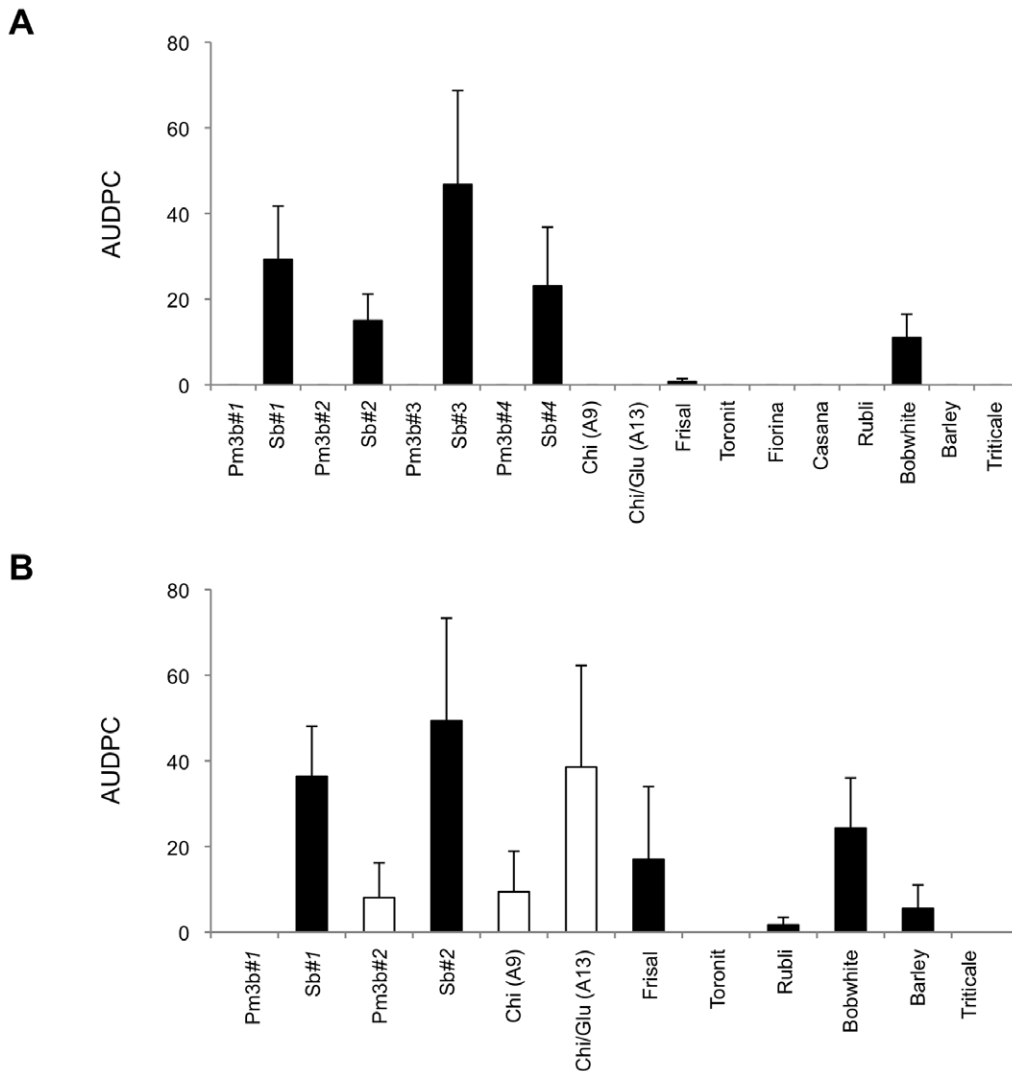 A
80
60
40
20
0
AUDPC
Pm3b#1
Sb#1
Pm3b#2
Sb#2
Pm3b#3
Sb#3
Pm3b#4
Sb#4
Chi (A9)
Chi/Glu (A13)
Frisal
Toronit
Fiorina
Casana
Rubli
Bobwhite
Barley
Triticale
B
80
60
40
20
0
AUDPC
Pm3b#1
Sb#1
Pm3b#2
Sb#2
Chi (A9)
Chi/Glu (A13)
Frisal
Toronit
Rubli
Bobwhite
Barley
Triticale